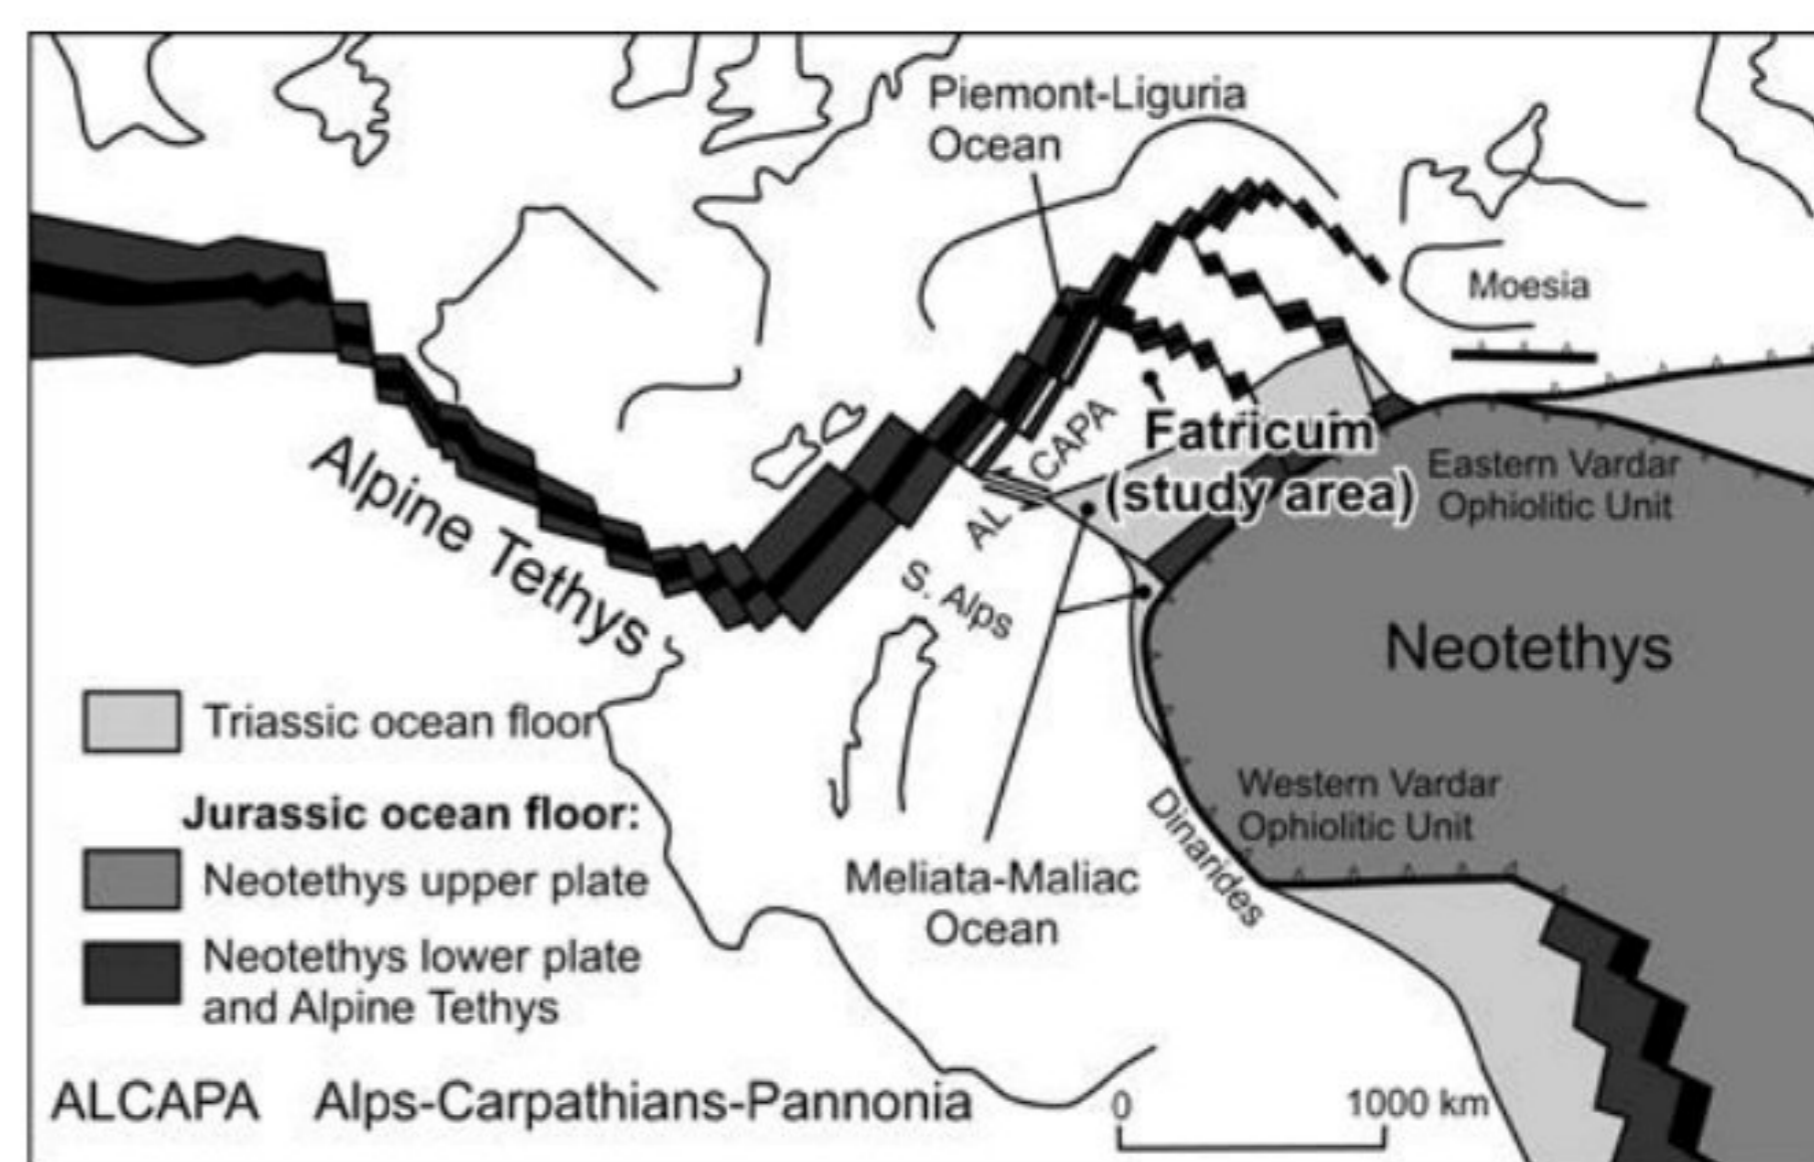 Piemont-Liguria
Ocean
Moesia
CAPA
Fatricum
(study area)
AL
Eastern Vardar
Ophiolitic Unit
Alpine Tethys
S. Alps
Neotethys
Triassic ocean floor
Jurassic ocean floor:
Neotethys upper plate
Neotethys lower plate
and Alpine Tethys
Western Vardar
Ophiolitic Unit
Dinarides
Meliata-Maliac
Ocean
ALCAPA Alps-Carpathians-Pannonia
0 1000 km